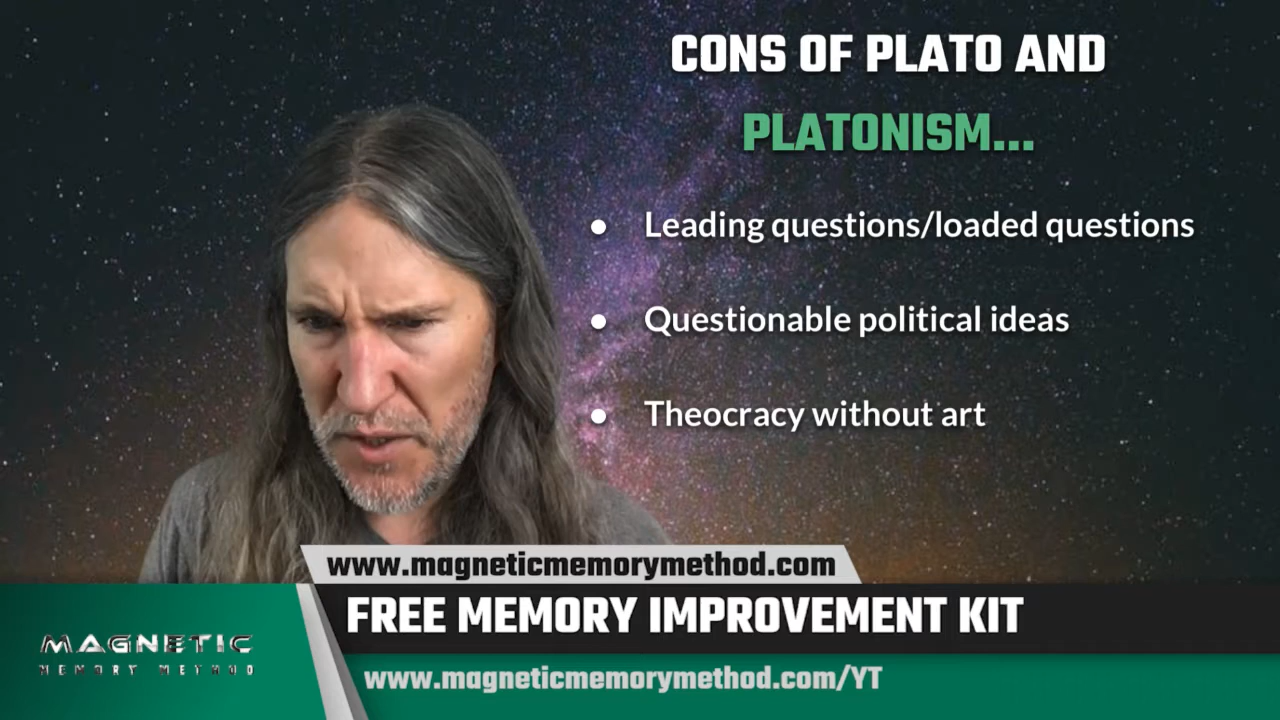 CONS OF PLATO AND
PLATONISM...
● Leading questions/loaded questions
● Questionable political ideas
● Theocracy without art
www.magneticmemorymethod.com
FREE MEMORY IMPROVEMENT KIT
MAGNETIC
MEMORY METHOD
www.magneticmemorymethod.com/YT